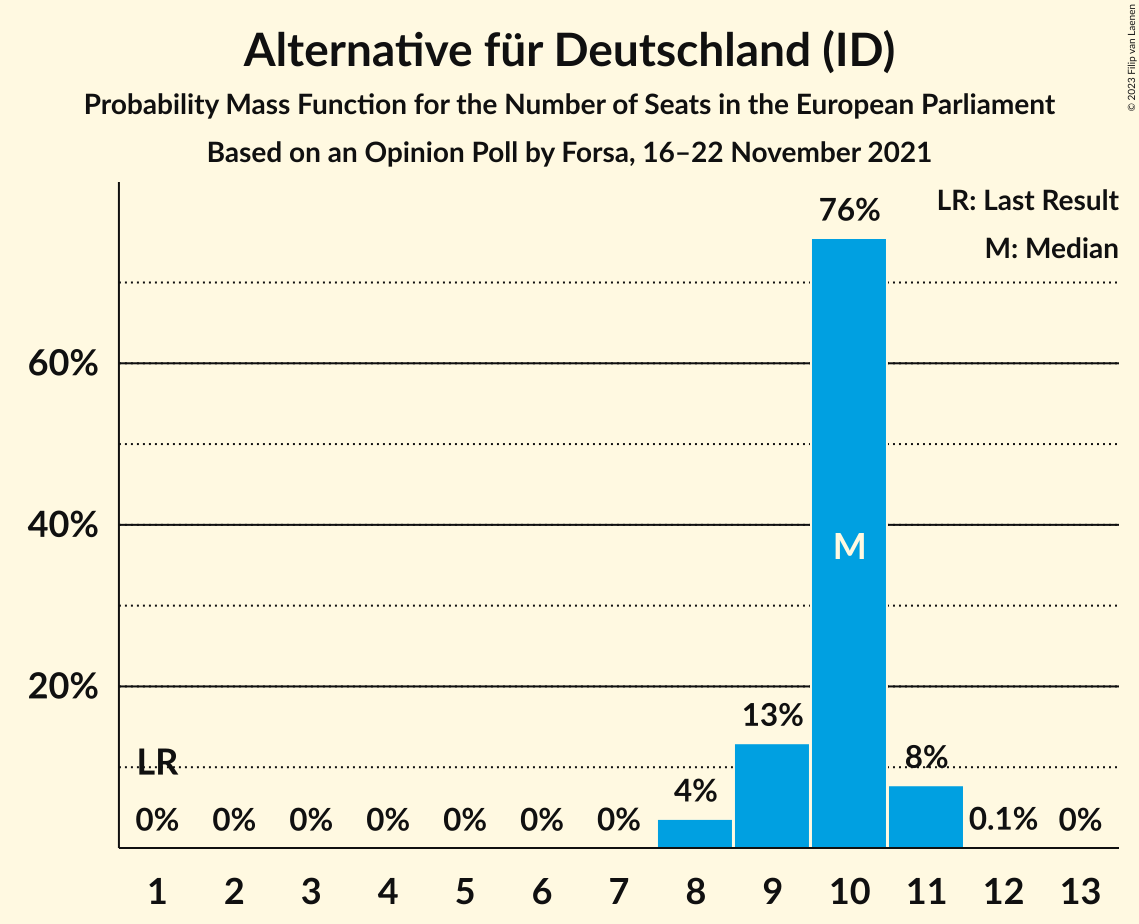 Alternative für Deutschland (ID)
Probability Mass Function for the Number of Seats in the European Parliament
Based on an Opinion Poll by Forsa, 16–22 November 2021
© 2023 Filip van Laenen
LR: Last Result
M: Median
76%
60%
40%
M
20%
13%
LR
8%
4%
0% 0% 0% 0% 0% 0% 0% 0.1% 0%
1 2 3 4 5 6 7 8 9 10 11 12 13